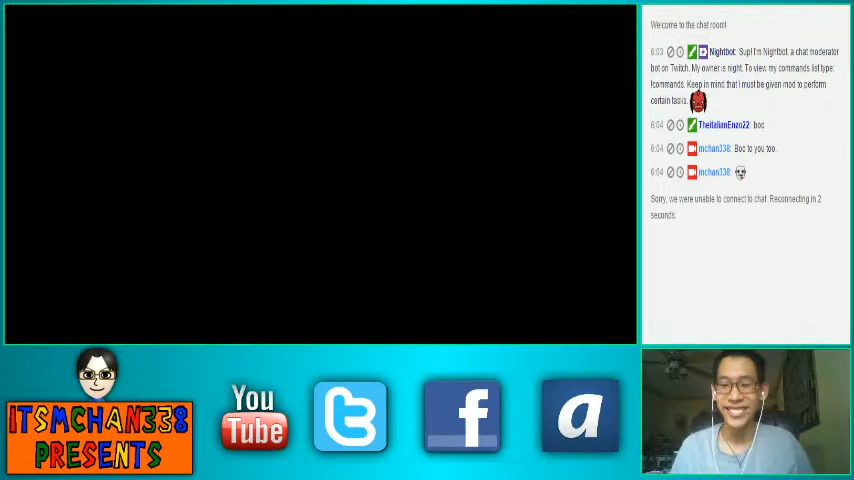 Welcome to the chat room!
6:03 Nightbot: Sup! I'm Nightbot, a chat moderator
bot on Twitch. My owner is night. To view my commands list type:
!commands. Keep in mind that I must be given mod to perform
certain tasks.
6:04 TheitalianEnzo22: boo
6:04 mchan338: Boo to you too.
6:04 mchan338:
Sorry, we were unable to connect to chat. Reconnecting in 2
seconds.
ITSMCHAN338
PRESENTS
You
Tube
t
f
a